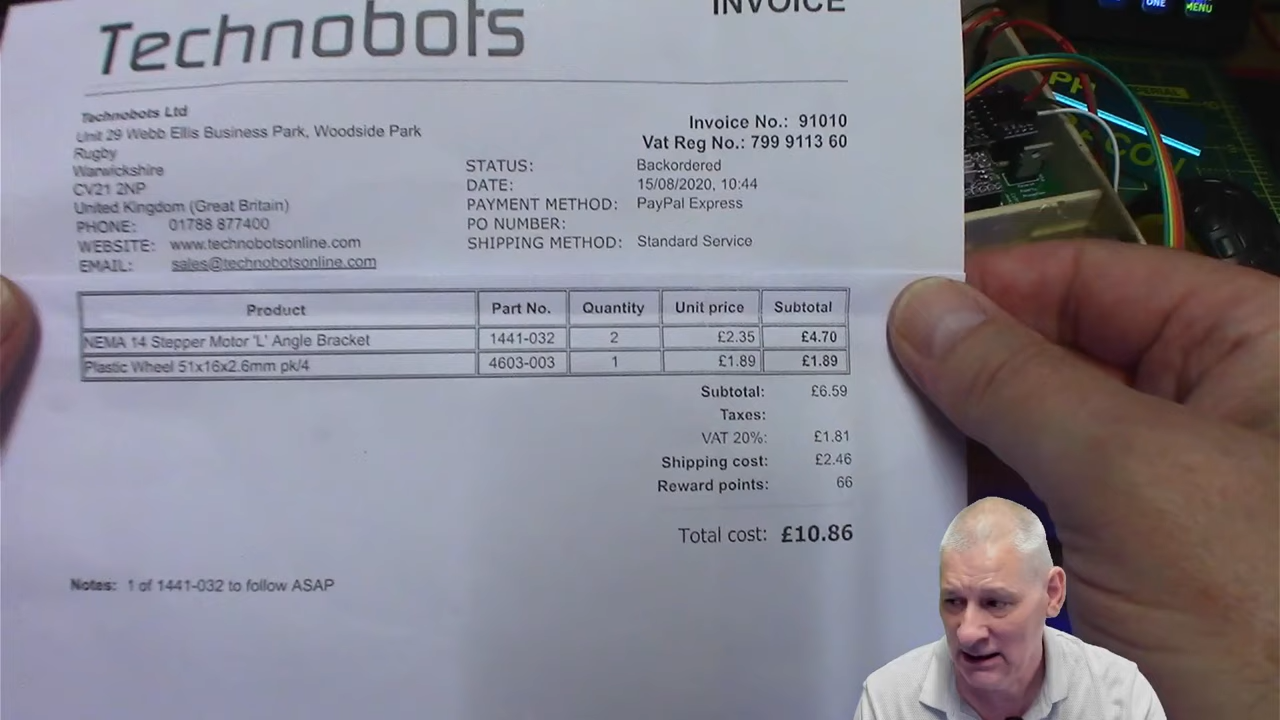 INVOICE
Technobots
Technobots Ltd
Unit 29 Webb Ellis Business Park, Woodside Park
Rugby
Warwickshire
CV21 2NP
United Kingdom (Great Britain)
PHONE: 01788 877400
WEBSITE: www.technobotsonline.com
EMAIL: sales@technobotsonline.com
Invoice No.: 91010
Vat Reg No.: 799 9113 60
STATUS: Backordered
DATE: 15/08/2020, 10:44
PAYMENT METHOD: PayPal Express
PO NUMBER:
SHIPPING METHOD: Standard Service
Product Part No. Quantity Unit price Subtotal
NEMA 14 Stepper Motor 'L' Angle Bracket 1441-032 2 £2.35 £4.70
Plastic Wheel 51x16x2.6mm pk/4 4603-003 1 £1.89 £1.89
Subtotal: £6.59
Taxes:
VAT 20%: £1.81
Shipping cost: £2.46
Reward points: 66
Total cost: £10.86
Notes: 1 of 1441-032 to follow ASAP
ONE
MENU